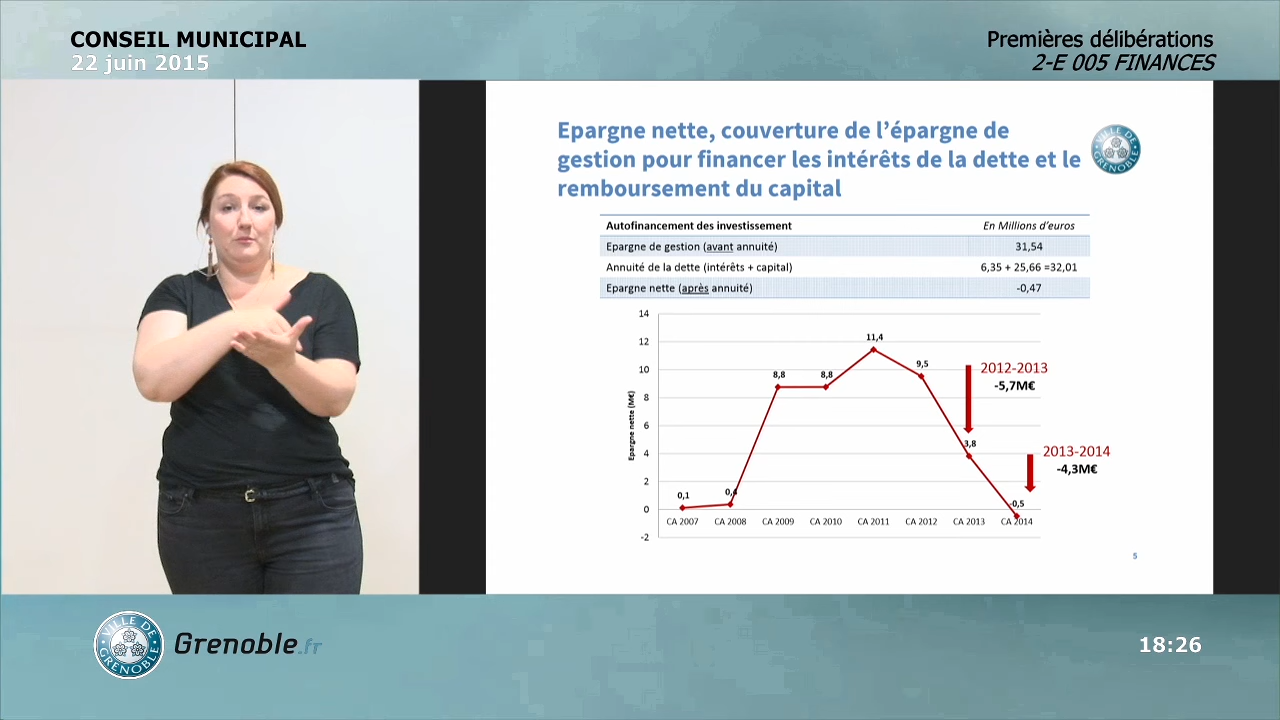 CONSEIL MUNICIPAL
22 juin 2015
Premières délibérations
2-E 005 FINANCES
Epargne nette, couverture de l'épargne de
gestion pour financer les intérêts de la dette et le
remboursement du capital
VILLE DE GRENOBLE
Autofinancement des investissement En Millions d'euros
Epargne de gestion (avant annuité) 31,54
Annuité de la dette (intérêts + capital) 6,35 + 25,66 =32,01
Epargne nette (après annuité) -0,47
Epargne nette (M€)
14
12
10
8
6
4
2
0
-2
0,1
0,4
8,8
8,8
11,4
9,5
3,8
-0,5
2012-2013
-5,7M€
2013-2014
-4,3M€
CA 2007 CA 2008 CA 2009 CA 2010 CA 2011 CA 2012 CA 2013 CA 2014
5
VILLE DE GRENOBLE
Grenoble.fr
18:26